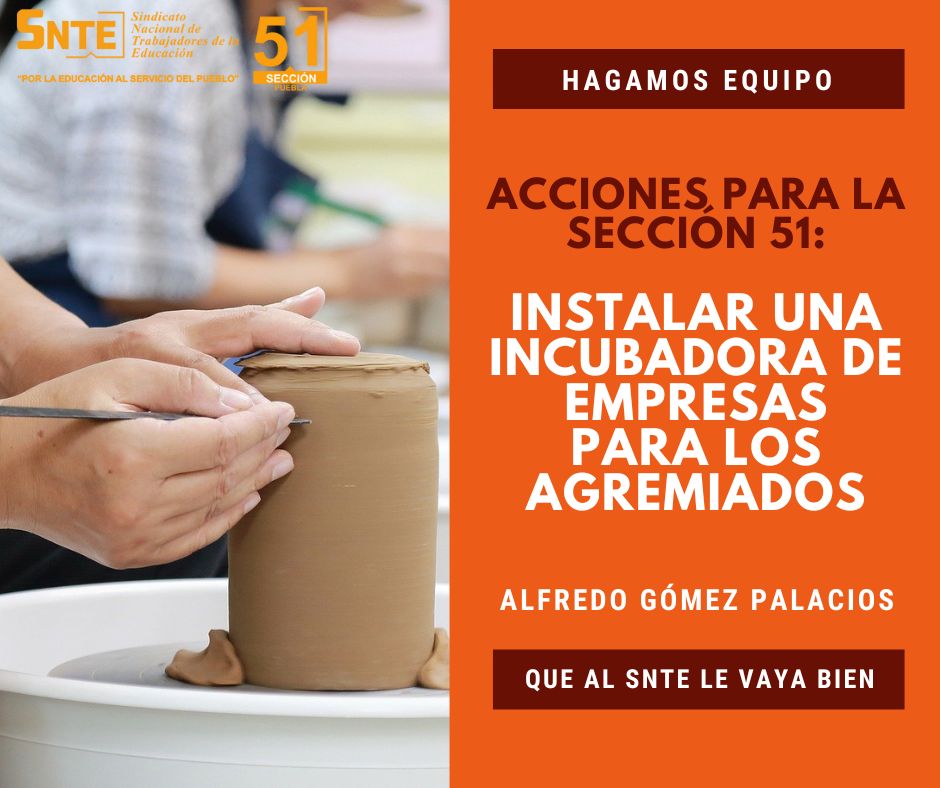 SNTE
Sindicato
Nacional de
Trabajadores de la
Educación
"POR LA EDUCACIÓN AL SERVICIO DEL PUEBLO"
51
SECCIÓN
PUEBLA
HAGAMOS EQUIPO
ACCIONES PARA LA
SECCIÓN 51:
INSTALAR UNA
INCUBADORA DE
EMPRESAS
PARA LOS
AGREMIADOS
ALFREDO GÓMEZ PALACIOS
QUE AL SNTE LE VAYA BIEN